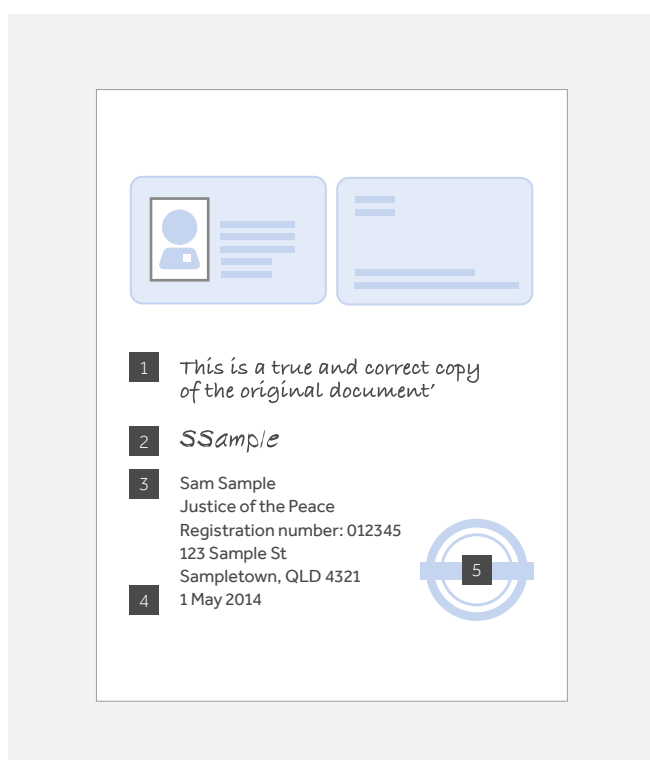 1 This is a true and correct copy
of the original document’
2 SSample
3 Sam Sample
Justice of the Peace
Registration number: 012345
123 Sample St
Sampletown, QLD 4321
4 1 May 2014
5